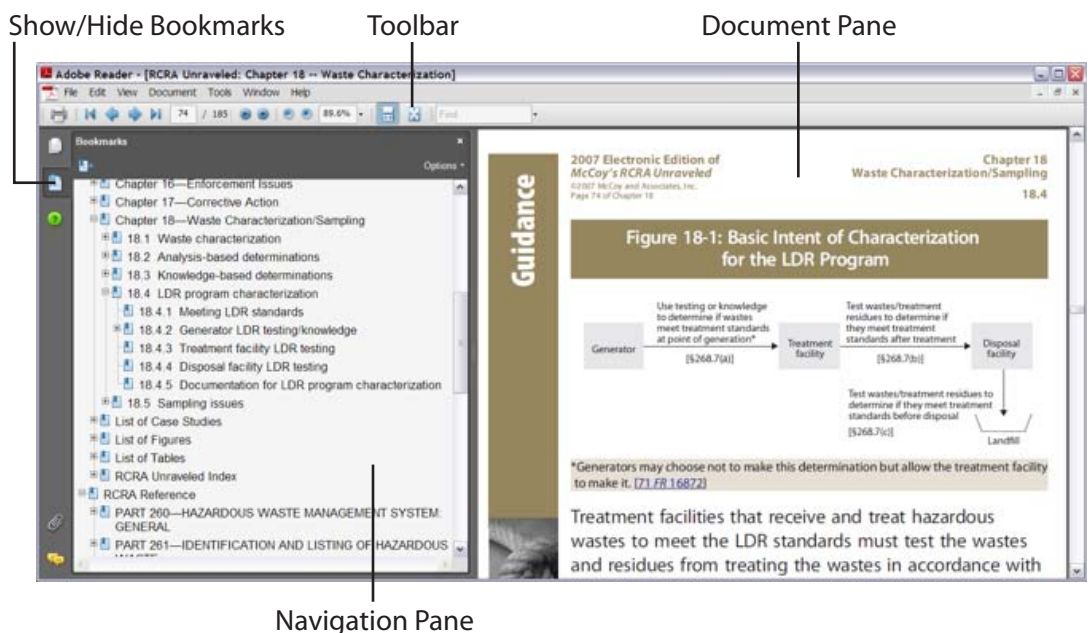 Show/Hide Bookmarks
Toolbar
Document Pane
Adobe Reader - [RCRA Unraveled: Chapter 18 -- Waste Characterization]
File Edit View Document Tools Window Help
74 / 185 89.6% Find
Bookmarks
Options
Chapter 16—Enforcement Issues
Chapter 17—Corrective Action
Chapter 18—Waste Characterization/Sampling
18.1 Waste characterization
18.2 Analysis-based determinations
18.3 Knowledge-based determinations
18.4 LDR program characterization
18.4.1 Meeting LDR standards
18.4.2 Generator LDR testing/knowledge
18.4.3 Treatment facility LDR testing
18.4.4 Disposal facility LDR testing
18.4.5 Documentation for LDR program characterization
18.5 Sampling issues
List of Case Studies
List of Figures
List of Tables
RCRA Unraveled Index
RCRA Reference
PART 260—HAZARDOUS WASTE MANAGEMENT SYSTEM:
GENERAL
PART 261—IDENTIFICATION AND LISTING OF HAZARDOUS
WASTE
Guidance
2007 Electronic Edition of
McCoy's RCRA Unraveled
©2007 McCoy and Associates, Inc.
Page 74 of Chapter 18
Chapter 18
Waste Characterization/Sampling
18.4
Figure 18-1: Basic Intent of Characterization
for the LDR Program
Generator
Use testing or knowledge
to determine if wastes
meet treatment standards
at point of generation*
[§268.7(a)]
Treatment
facility
Test wastes/treatment
residues to determine if
they meet treatment
standards after treatment
[§268.7(b)]
Disposal
facility
Test wastes/treatment residues to
determine if they meet treatment
standards before disposal
[§268.7(c)]
Landfill
*Generators may choose not to make this determination but allow the treatment facility
to make it. [71 FR 16872]
Treatment facilities that receive and treat hazardous
wastes to meet the LDR standards must test the wastes
and residues from treating the wastes in accordance with
Navigation Pane